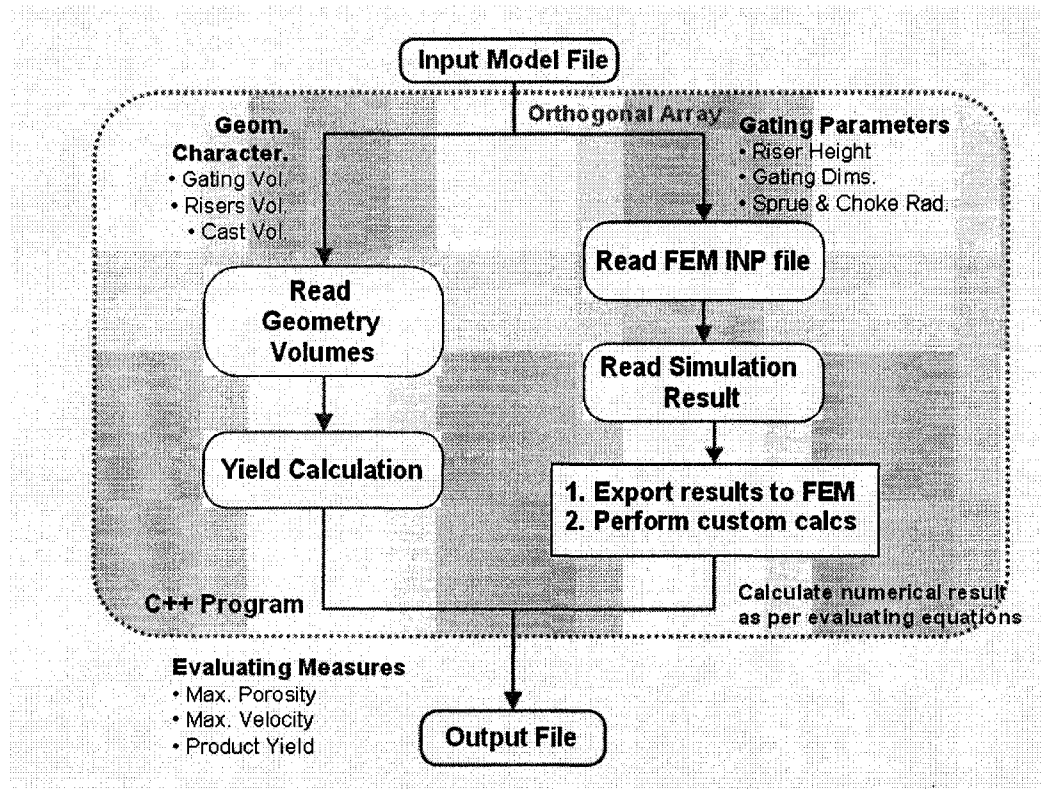 Input Model File
Orthogonal Array
Geom.
Character.
• Gating Vol.
• Risers Vol.
• Cast Vol.
Gating Parameters
• Riser Height
• Gating Dims.
• Sprue & Choke Rad.
Read
Geometry
Volumes
Read FEM INP file
Read Simulation
Result
Yield Calculation
1. Export results to FEM
2. Perform custom calcs
C++ Program
Calculate numerical result
as per evaluating equations
Evaluating Measures
• Max. Porosity
• Max. Velocity
• Product Yield
Output File